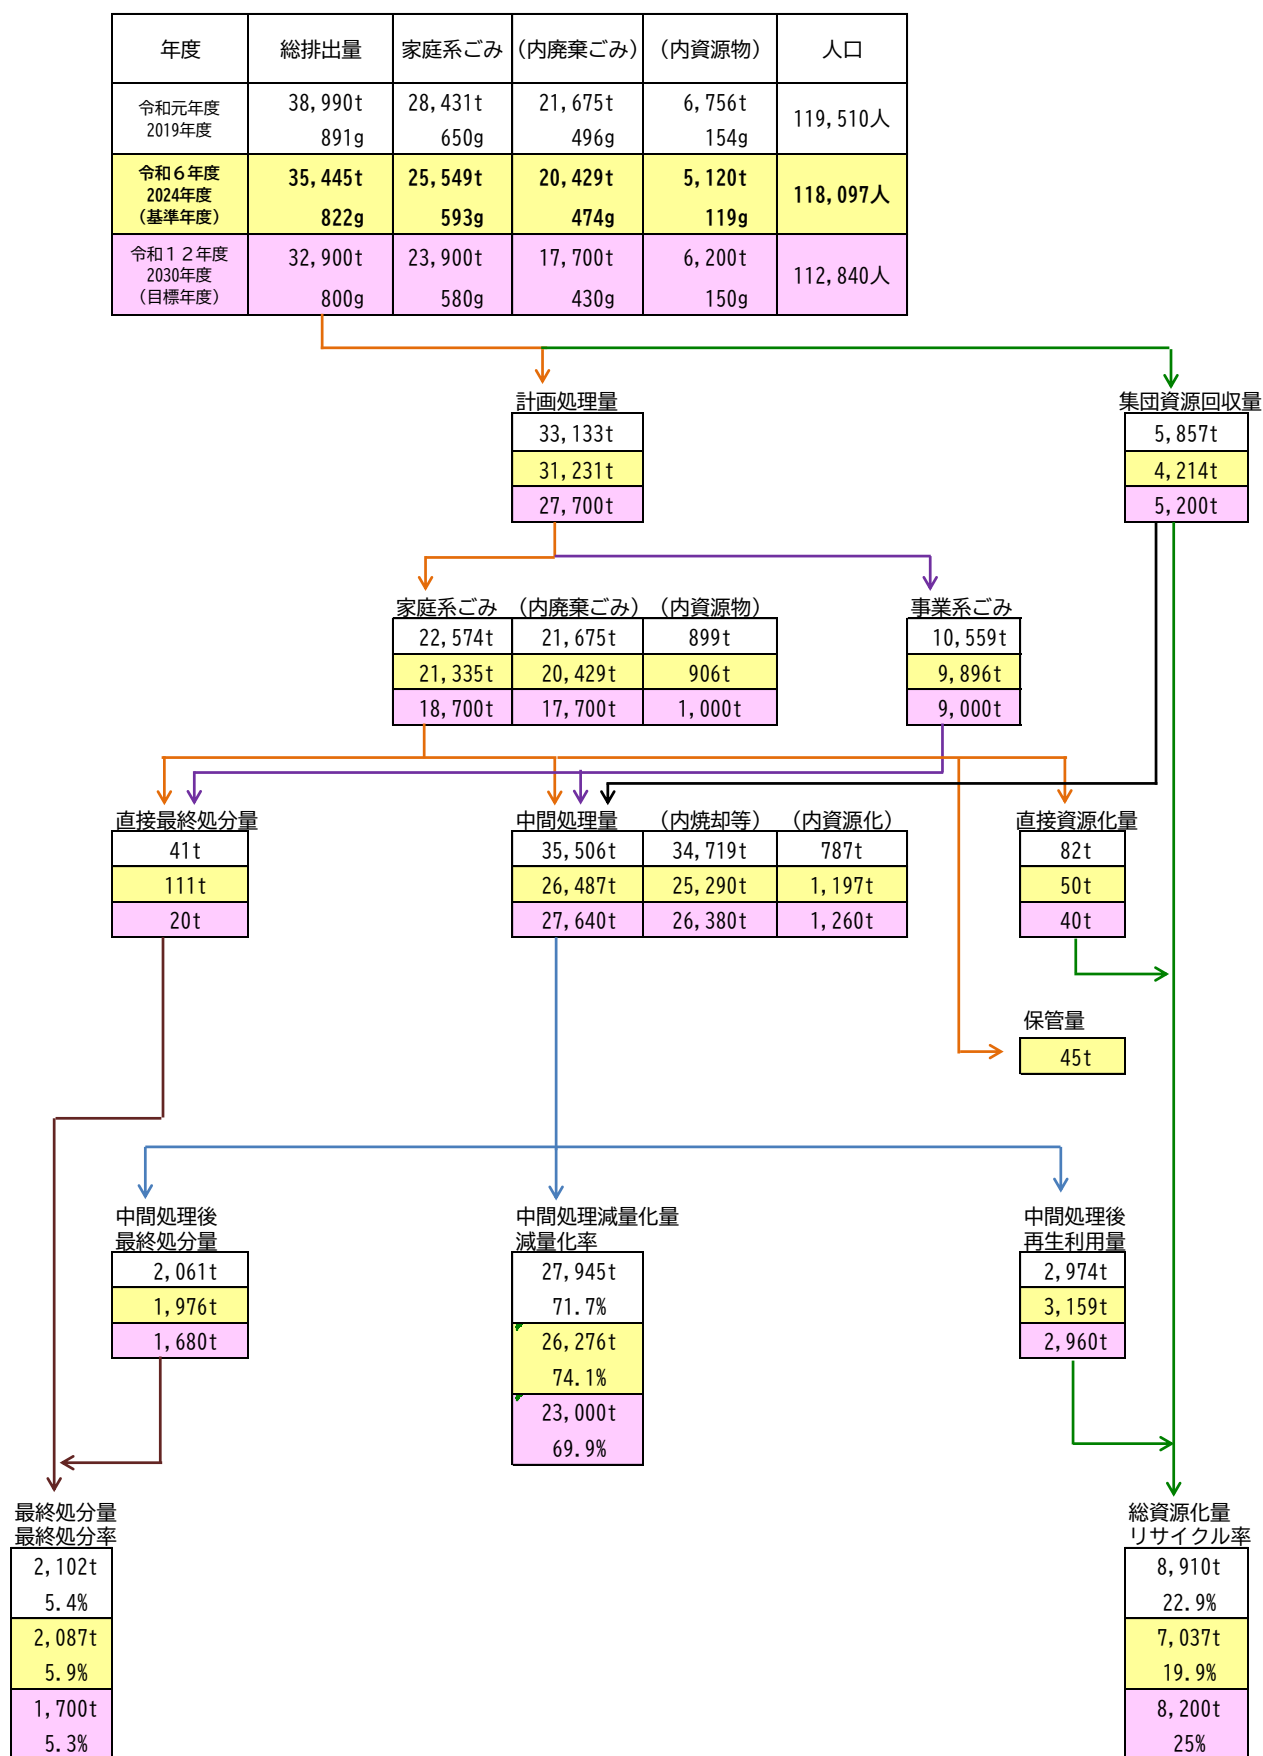 年度 総排出量 家庭系ごみ （内廃棄ごみ） （内資源物） 人口
令和元年度
2019年度
38,990t 28,431t 21,675t 6,756t
891g 650g 496g 154g
119,510人
令和６年度
2024年度
（基準年度）
35,445t 25,549t 20,429t 5,120t
822g 593g 474g 119g
118,097人
令和１２年度
2030年度
（目標年度）
32,900t 23,900t 17,700t 6,200t
800g 580g 430g 150g
112,840人
計画処理量
33,133t
31,231t
27,700t
集団資源回収量
5,857t
4,214t
5,200t
家庭系ごみ （内廃棄ごみ） （内資源物）
22,574t 21,675t 899t
21,335t 20,429t 906t
18,700t 17,700t 1,000t
事業系ごみ
10,559t
9,896t
9,000t
直接最終処分量
41t
111t
20t
中間処理量 （内焼却等） （内資源化）
35,506t 34,719t 787t
26,487t 25,290t 1,197t
27,640t 26,380t 1,260t
直接資源化量
82t
50t
40t
保管量
45t
中間処理後
最終処分量
2,061t
1,976t
1,680t
中間処理減量化量
減量化率
27,945t
71.7%
26,276t
74.1%
23,000t
69.9%
中間処理後
再生利用量
2,974t
3,159t
2,960t
最終処分量
最終処分率
2,102t
5.4%
2,087t
5.9%
1,700t
5.3%
総資源化量
リサイクル率
8,910t
22.9%
7,037t
19.9%
8,200t
25%